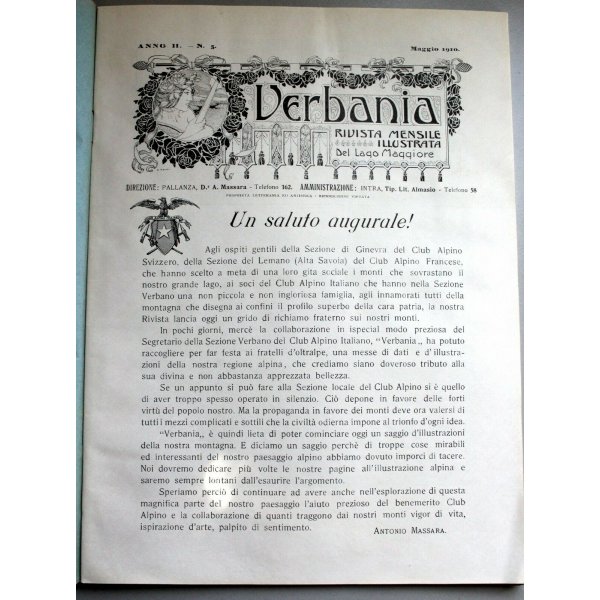 ANNO II. — N. 5.
Maggio 1910.
Verbania
RIVISTA MENSILE
ILLUSTRATA
Del Lago Maggiore
DIREZIONE: PALLANZA, D.r A. Massara - Telefono 162. AMMINISTRAZIONE: INTRA, Tip. Lit. Almasio - Telefono 58
PROPRIETÀ LETTERARIA ED ARTISTICA - RIPRODUZIONE VIETATA
Un saluto augurale!
Agli ospiti gentili della Sezione di Ginevra del Club Alpino
Svizzero, della Sezione del Lemano (Alta Savoia) del Club Alpino Francese,
che hanno scelto a meta di una loro gita sociale i monti che sovrastano il
nostro grande lago, ai soci del Club Alpino Italiano che hanno nella Sezione
Verbano una non piccola e non ingloriosa famiglia, agli innamorati tutti della
montagna che disegna ai confini il profilo superbo della cara patria, la nostra
Rivista lancia oggi un grido di richiamo fraterno sui nostri monti.
In pochi giorni, mercè la collaborazione in ispecial modo preziosa del
Segretario della Sezione Verbano del Club Alpino Italiano, "Verbania„ ha potuto
raccogliere per far festa ai fratelli d'oltralpe, una messe di dati e d'illustra-
zioni della nostra regione alpina, che crediamo siano doveroso tributo alla
sua divina e non abbastanza apprezzata bellezza.
Se un appunto si può fare alla Sezione locale del Club Alpino si è quello
di aver troppo spesso operato in silenzio. Ciò depone in favore delle forti
virtù del popolo nostro. Ma la propaganda in favore dei monti deve ora valersi di
tutti i mezzi complicati e sottili che la civiltà odierna impone al trionfo d'ogni idea.
"Verbania„ è quindi lieta di poter cominciare oggi un saggio d'illustrazioni
della nostra montagna. E diciamo un saggio perchè di troppe cose mirabili
ed interessanti del nostro paesaggio alpino abbiamo dovuto imporci di tacere.
Noi dovremo dedicare più volte le nostre pagine all'illustrazione alpina e
saremo sempre lontani dall'esaurire l'argomento.
Speriamo perciò di continuare ad avere anche nell'esplorazione di questa
magnifica parte del nostro paesaggio l'aiuto prezioso del benemerito Club
Alpino e la collaborazione di quanti traggono dai nostri monti vigor di vita,
ispirazione d'arte, palpito di sentimento.
ANTONIO MASSARA.